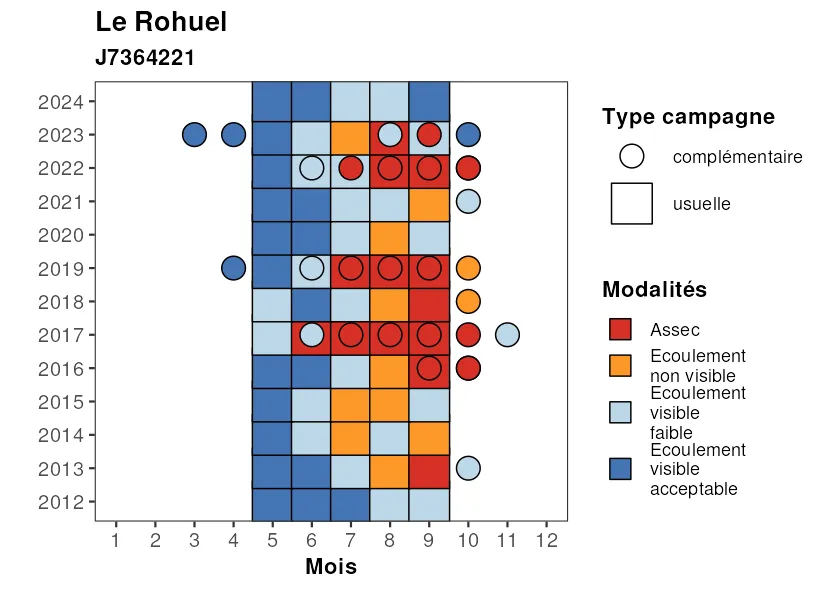 Le Rohuel
J7364221
2024
2023
2022
2021
2020
2019
2018
2017
2016
2015
2014
2013
2012
1 2 3 4 5 6 7 8 9 10 11 12
Mois
Type campagne
complémentaire
usuelle
Modalités
Assec
Ecoulement
non visible
Ecoulement
visible
faible
Ecoulement
visible
acceptable